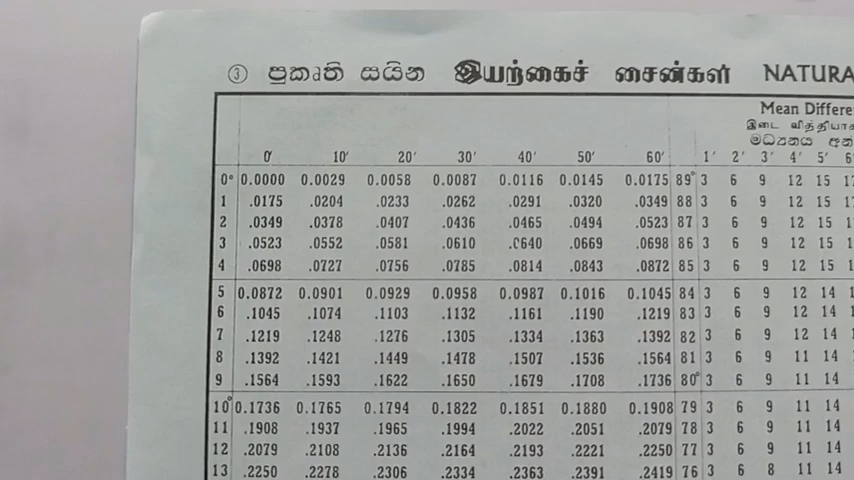 ③ ප්‍රකෘති සයින இயற்கைச் சைன்கள் NATURA
Mean Differe
இடை வித்தியாச
මධ්‍යනය අන්
0′ 10′ 20′ 30′ 40′ 50′ 60′ 1′ 2′ 3′ 4′ 5′ 6
0° 0.0000 0.0029 0.0058 0.0087 0.0116 0.0145 0.0175 89° 3 6 9 12 15 17
1 .0175 .0204 .0233 .0262 .0291 .0320 .0349 88 3 6 9 12 15 17
2 .0349 .0378 .0407 .0436 .0465 .0494 .0523 87 3 6 9 12 15 1
3 .0523 .0552 .0581 .0610 .0640 .0669 .0698 86 3 6 9 12 15 1
4 .0698 .0727 .0756 .0785 .0814 .0843 .0872 85 3 6 9 12 15 1
5 0.0872 0.0901 0.0929 0.0958 0.0987 0.1016 0.1045 84 3 6 9 12 14 1
6 .1045 .1074 .1103 .1132 .1161 .1190 .1219 83 3 6 9 12 14 1
7 .1219 .1248 .1276 .1305 .1334 .1363 .1392 82 3 6 9 12 14
8 .1392 .1421 .1449 .1478 .1507 .1536 .1564 81 3 6 9 11 14
9 .1564 .1593 .1622 .1650 .1679 .1708 .1736 80° 3 6 9 11 14
10° 0.1736 0.1765 0.1794 0.1822 0.1851 0.1880 0.1908 79 3 6 9 11 14
11 .1908 .1937 .1965 .1994 .2022 .2051 .2079 78 3 6 9 11 14
12 .2079 .2108 .2136 .2164 .2193 .2221 .2250 77 3 6 9 11 14
13 .2250 .2278 .2306 .2334 .2363 .2391 .2419 76 3 6 8 11 14